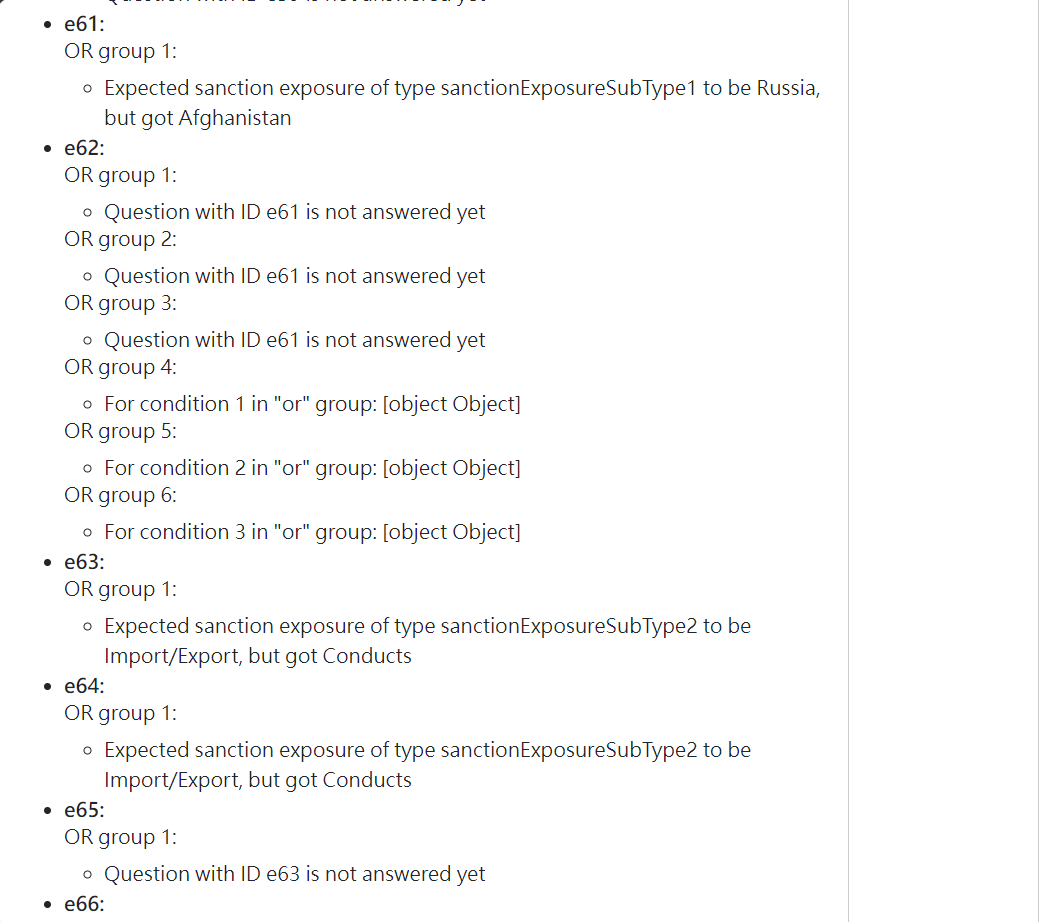 e61:
OR group 1:
Expected sanction exposure of type sanctionExposureSubType1 to be Russia,
but got Afghanistan
e62:
OR group 1:
Question with ID e61 is not answered yet
OR group 2:
Question with ID e61 is not answered yet
OR group 3:
Question with ID e61 is not answered yet
OR group 4:
For condition 1 in "or" group: [object Object]
OR group 5:
For condition 2 in "or" group: [object Object]
OR group 6:
For condition 3 in "or" group: [object Object]
e63:
OR group 1:
Expected sanction exposure of type sanctionExposureSubType2 to be
Import/Export, but got Conducts
e64:
OR group 1:
Expected sanction exposure of type sanctionExposureSubType2 to be
Import/Export, but got Conducts
e65:
OR group 1:
Question with ID e63 is not answered yet
e66: